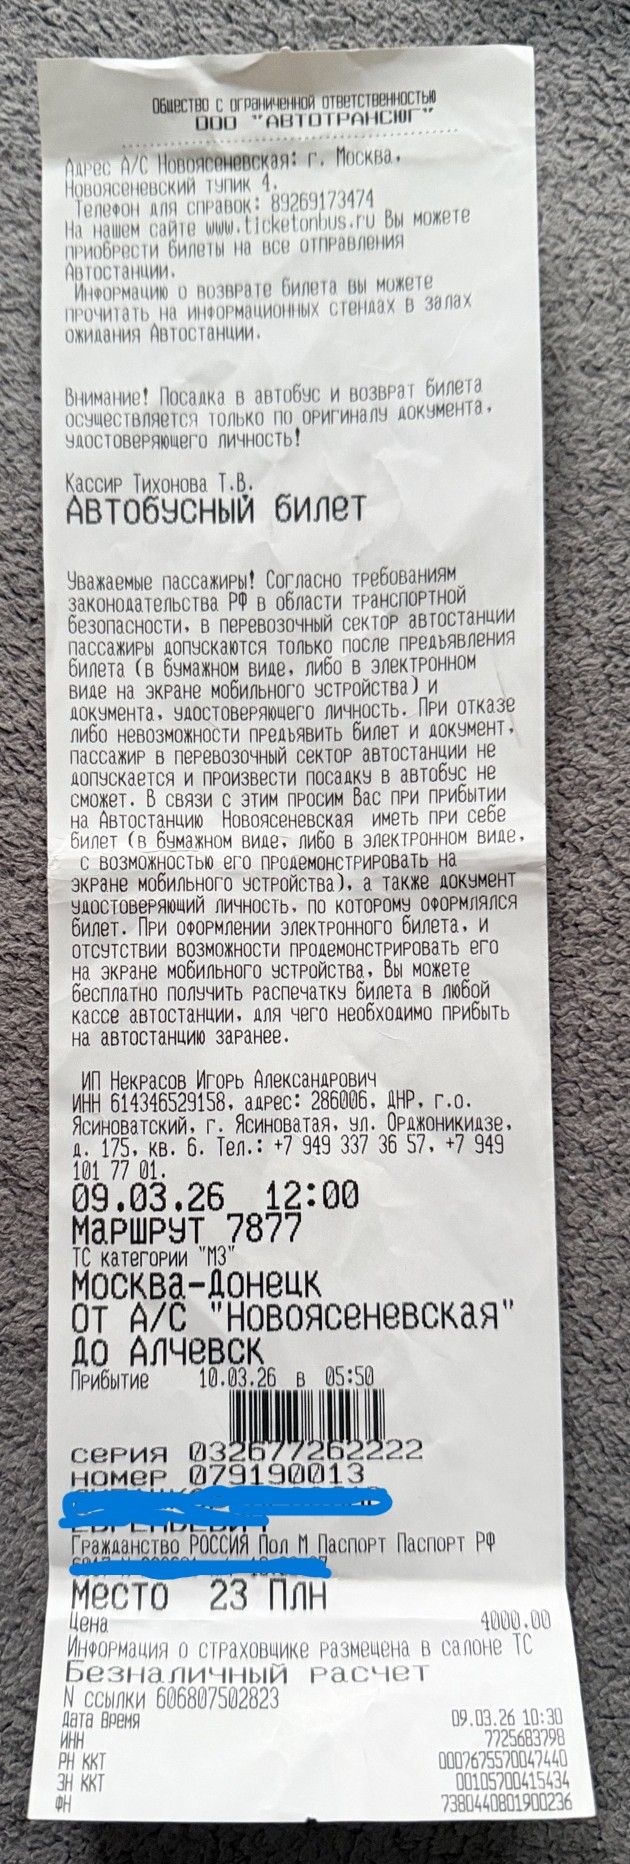 Общество с ограниченной ответственностью
ООО "АВТОТРАНСЮГ"
Адрес А/С Новоясеневская: г. Москва,
Новоясеневский тупик 4.
Телефон для справок: 89269173474
На нашем сайте www.ticketonbus.ru Вы можете
приобрести билеты на все отправления
Автостанции.
Информацию о возврате билета вы можете
прочитать на информационных стендах в залах
ожидания Автостанции.
Внимание! Посадка в автобус и возврат билета
осуществляется только по оригиналу документа,
удостоверяющего личность!
Кассир Тихонова Т.В.
Автобусный билет
Уважаемые пассажиры! Согласно требованиям
законодательства РФ в области транспортной
безопасности, в перевозочный сектор автостанции
пассажиры допускаются только после предъявления
билета (в бумажном виде, либо в электронном
виде на экране мобильного устройства) и
документа, удостоверяющего личность. При отказе
либо невозможности предъявить билет и документ,
пассажир в перевозочный сектор автостанции не
допускается и произвести посадку в автобус не
сможет. В связи с этим просим Вас при прибытии
на Автостанцию Новоясеневская иметь при себе
билет (в бумажном виде, либо в электронном виде,
с возможностью его продемонстрировать на
экране мобильного устройства), а также документ
удостоверяющий личность, по которому оформлялся
билет. При оформлении электронного билета, и
отсутствии возможности продемонстрировать его
на экране мобильного устройства, Вы можете
бесплатно получить распечатку билета в любой
кассе автостанции, для чего необходимо прибыть
на автостанцию заранее.
ИП Некрасов Игорь Александрович
ИНН 614346529158, адрес: 286006, ДНР, г.о.
Ясиноватский, г. Ясиноватая, ул. Орджоникидзе,
д. 175, кв. 6. Тел.: +7 949 337 36 57, +7 949
101 77 01.
09.03.26 12:00
Маршрут 7877
ТС категории "М3"
Москва-Донецк
От А/С "Новоясеневская"
До Алчевск
Прибытие 10.03.26 в 05:50
серия 032677262222
номер 079190013
Гражданство РОССИЯ Пол М Паспорт Паспорт РФ
Место 23 ПЛН
Цена 4000.00
Информация о страховщике размещена в салоне ТС
Безналичный расчет
N ссылки 606807502823
Дата Время 09.03.26 10:30
ИНН 7725683798
РН ККТ 0007675570047440
ЗН ККТ 00105700415434
ФН 7380440801900236